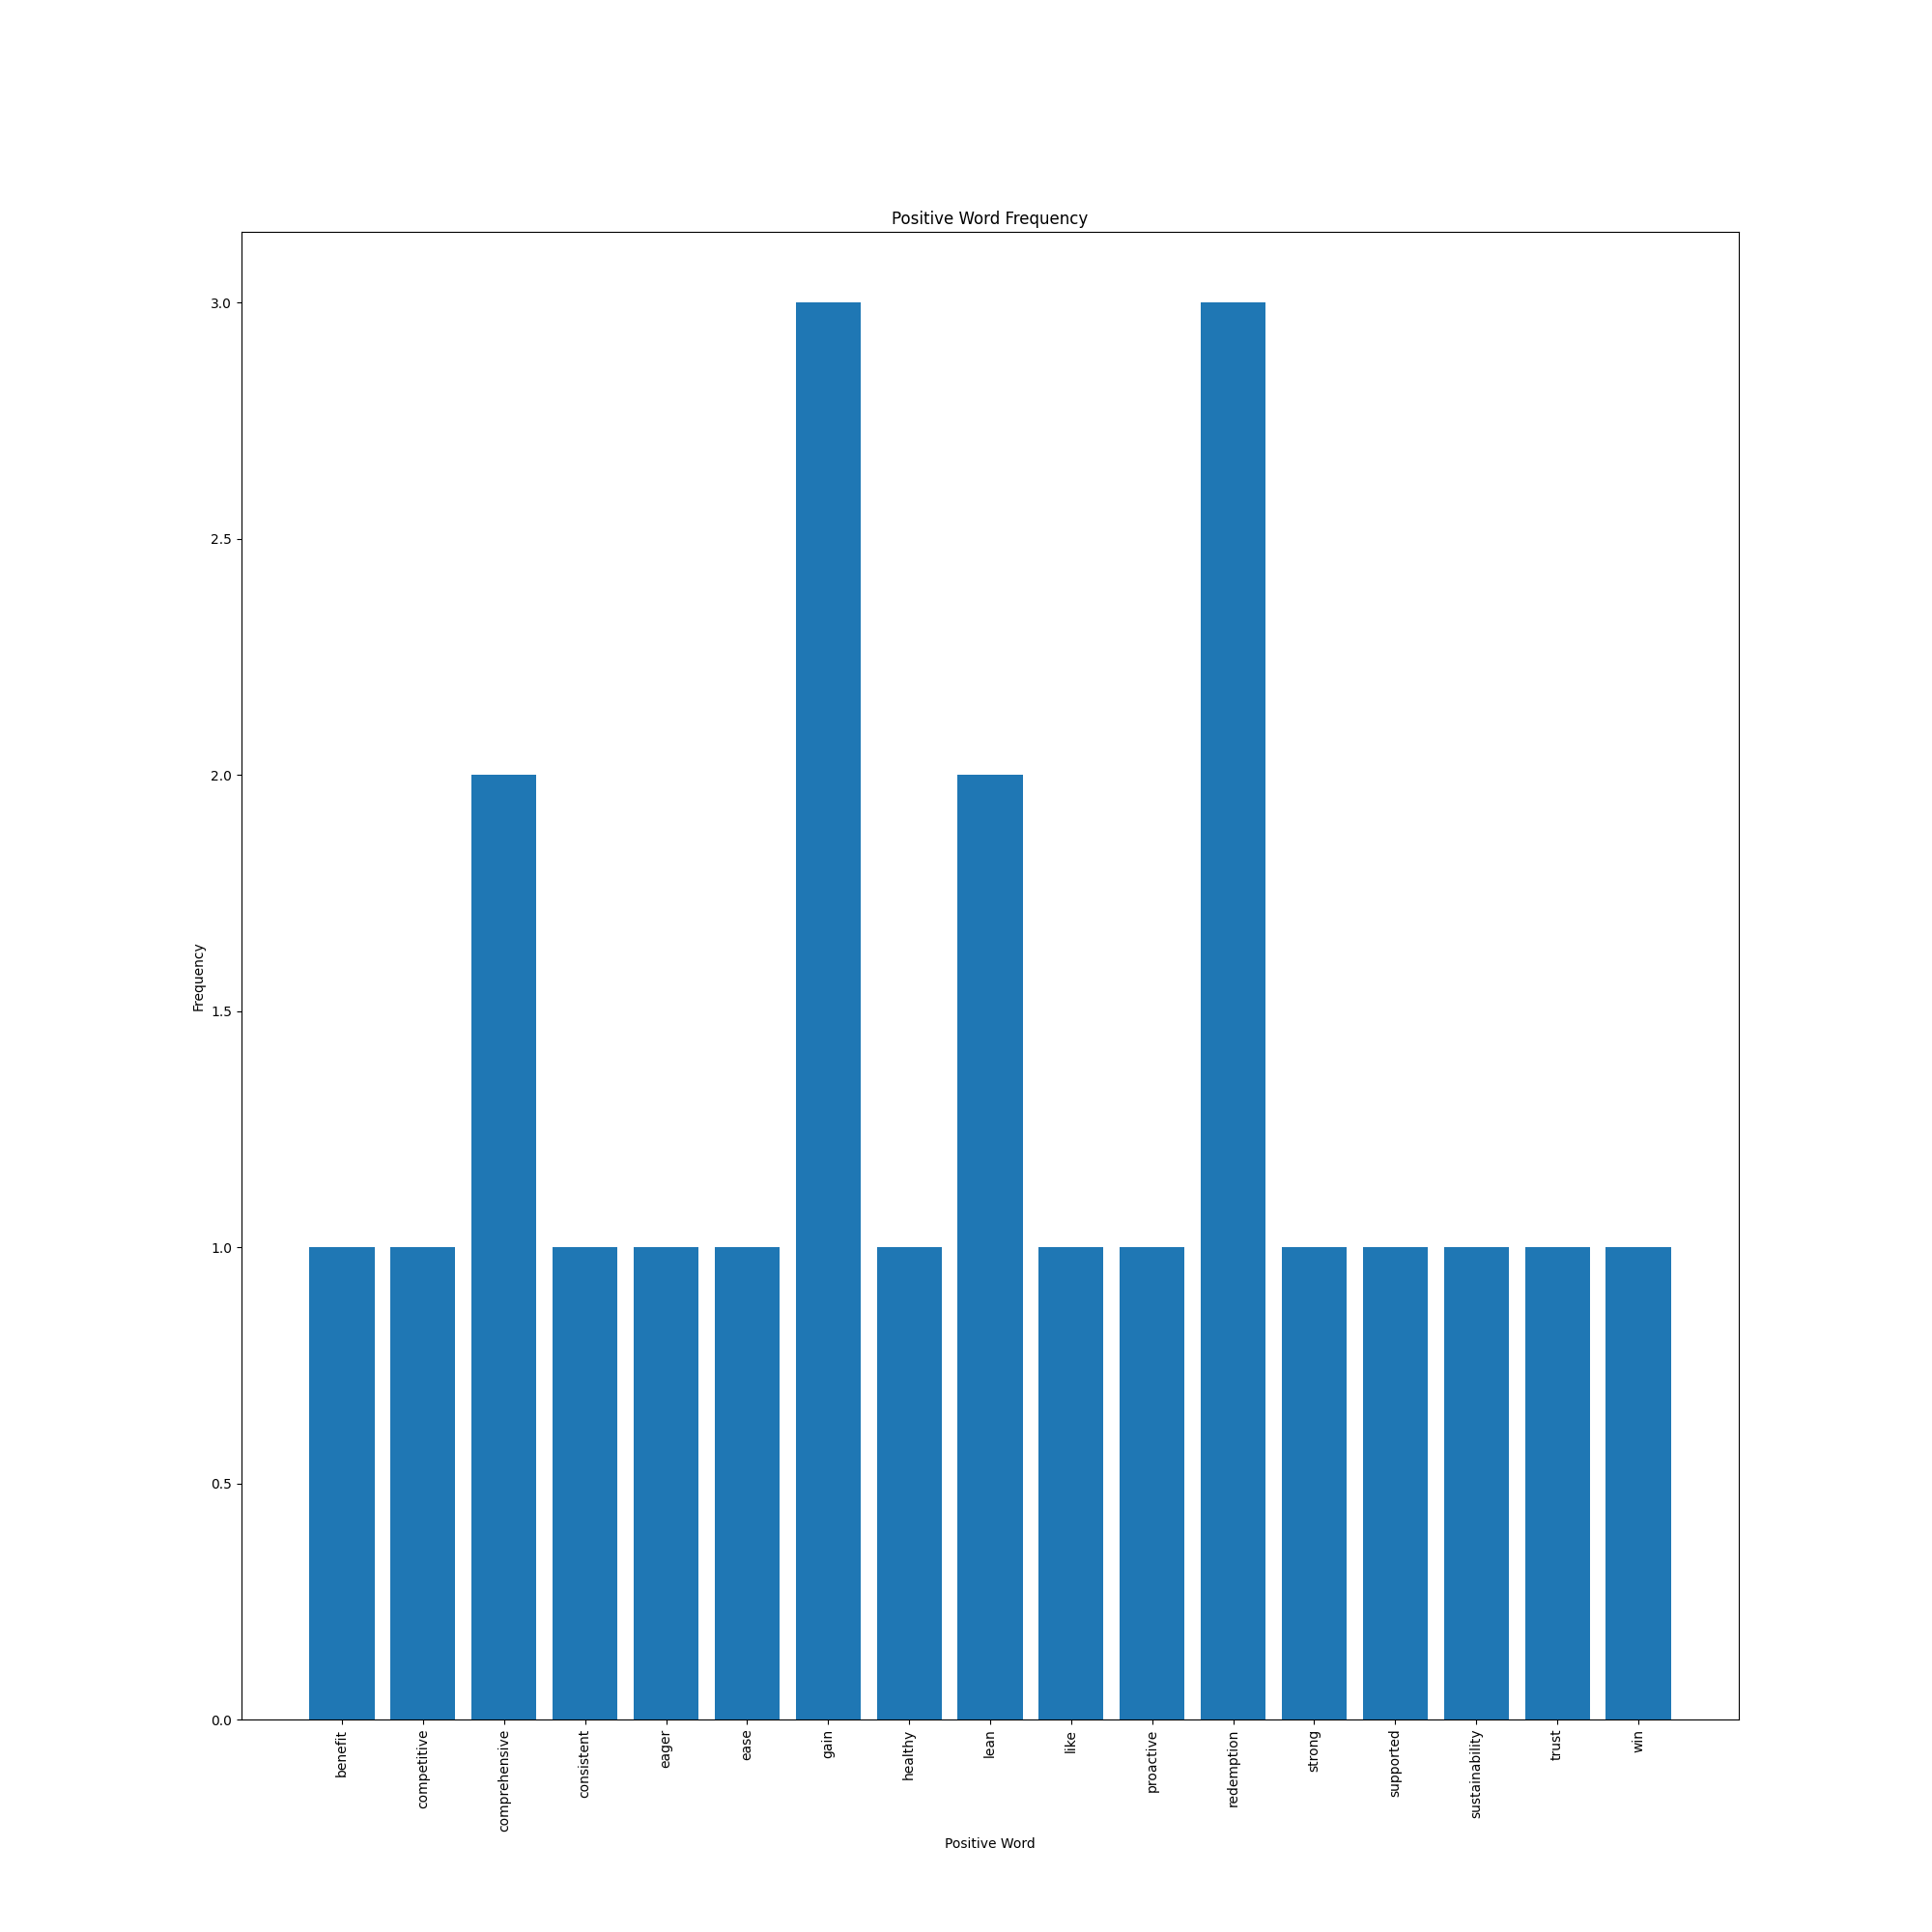 Positive Word Frequency
3.0
2.5
2.0
1.5
1.0
0.5
0.0
Frequency
benefit
competitive
comprehensive
consistent
eager
ease
gain
healthy
lean
like
proactive
redemption
strong
supported
sustainability
trust
win
Positive Word